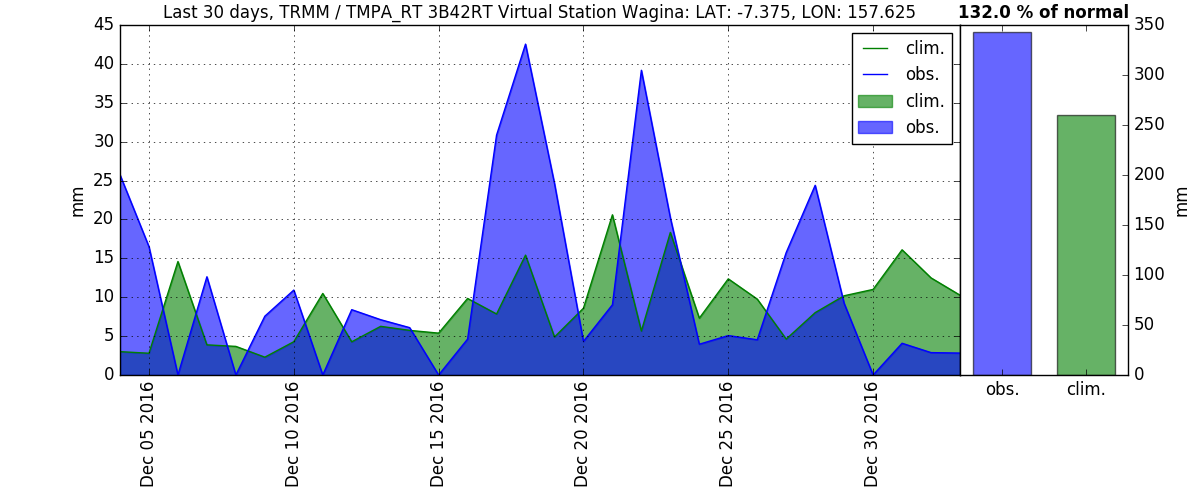 Last 30 days, TRMM / TMPA_RT 3B42RT Virtual Station Wagina: LAT: -7.375, LON: 157.625
132.0 % of normal
45
40
35
30
25
20
15
10
5
0
mm
clim.
obs.
clim.
obs.
Dec 05 2016
Dec 10 2016
Dec 15 2016
Dec 20 2016
Dec 25 2016
Dec 30 2016
350
300
250
200
150
100
50
0
mm
obs.
clim.